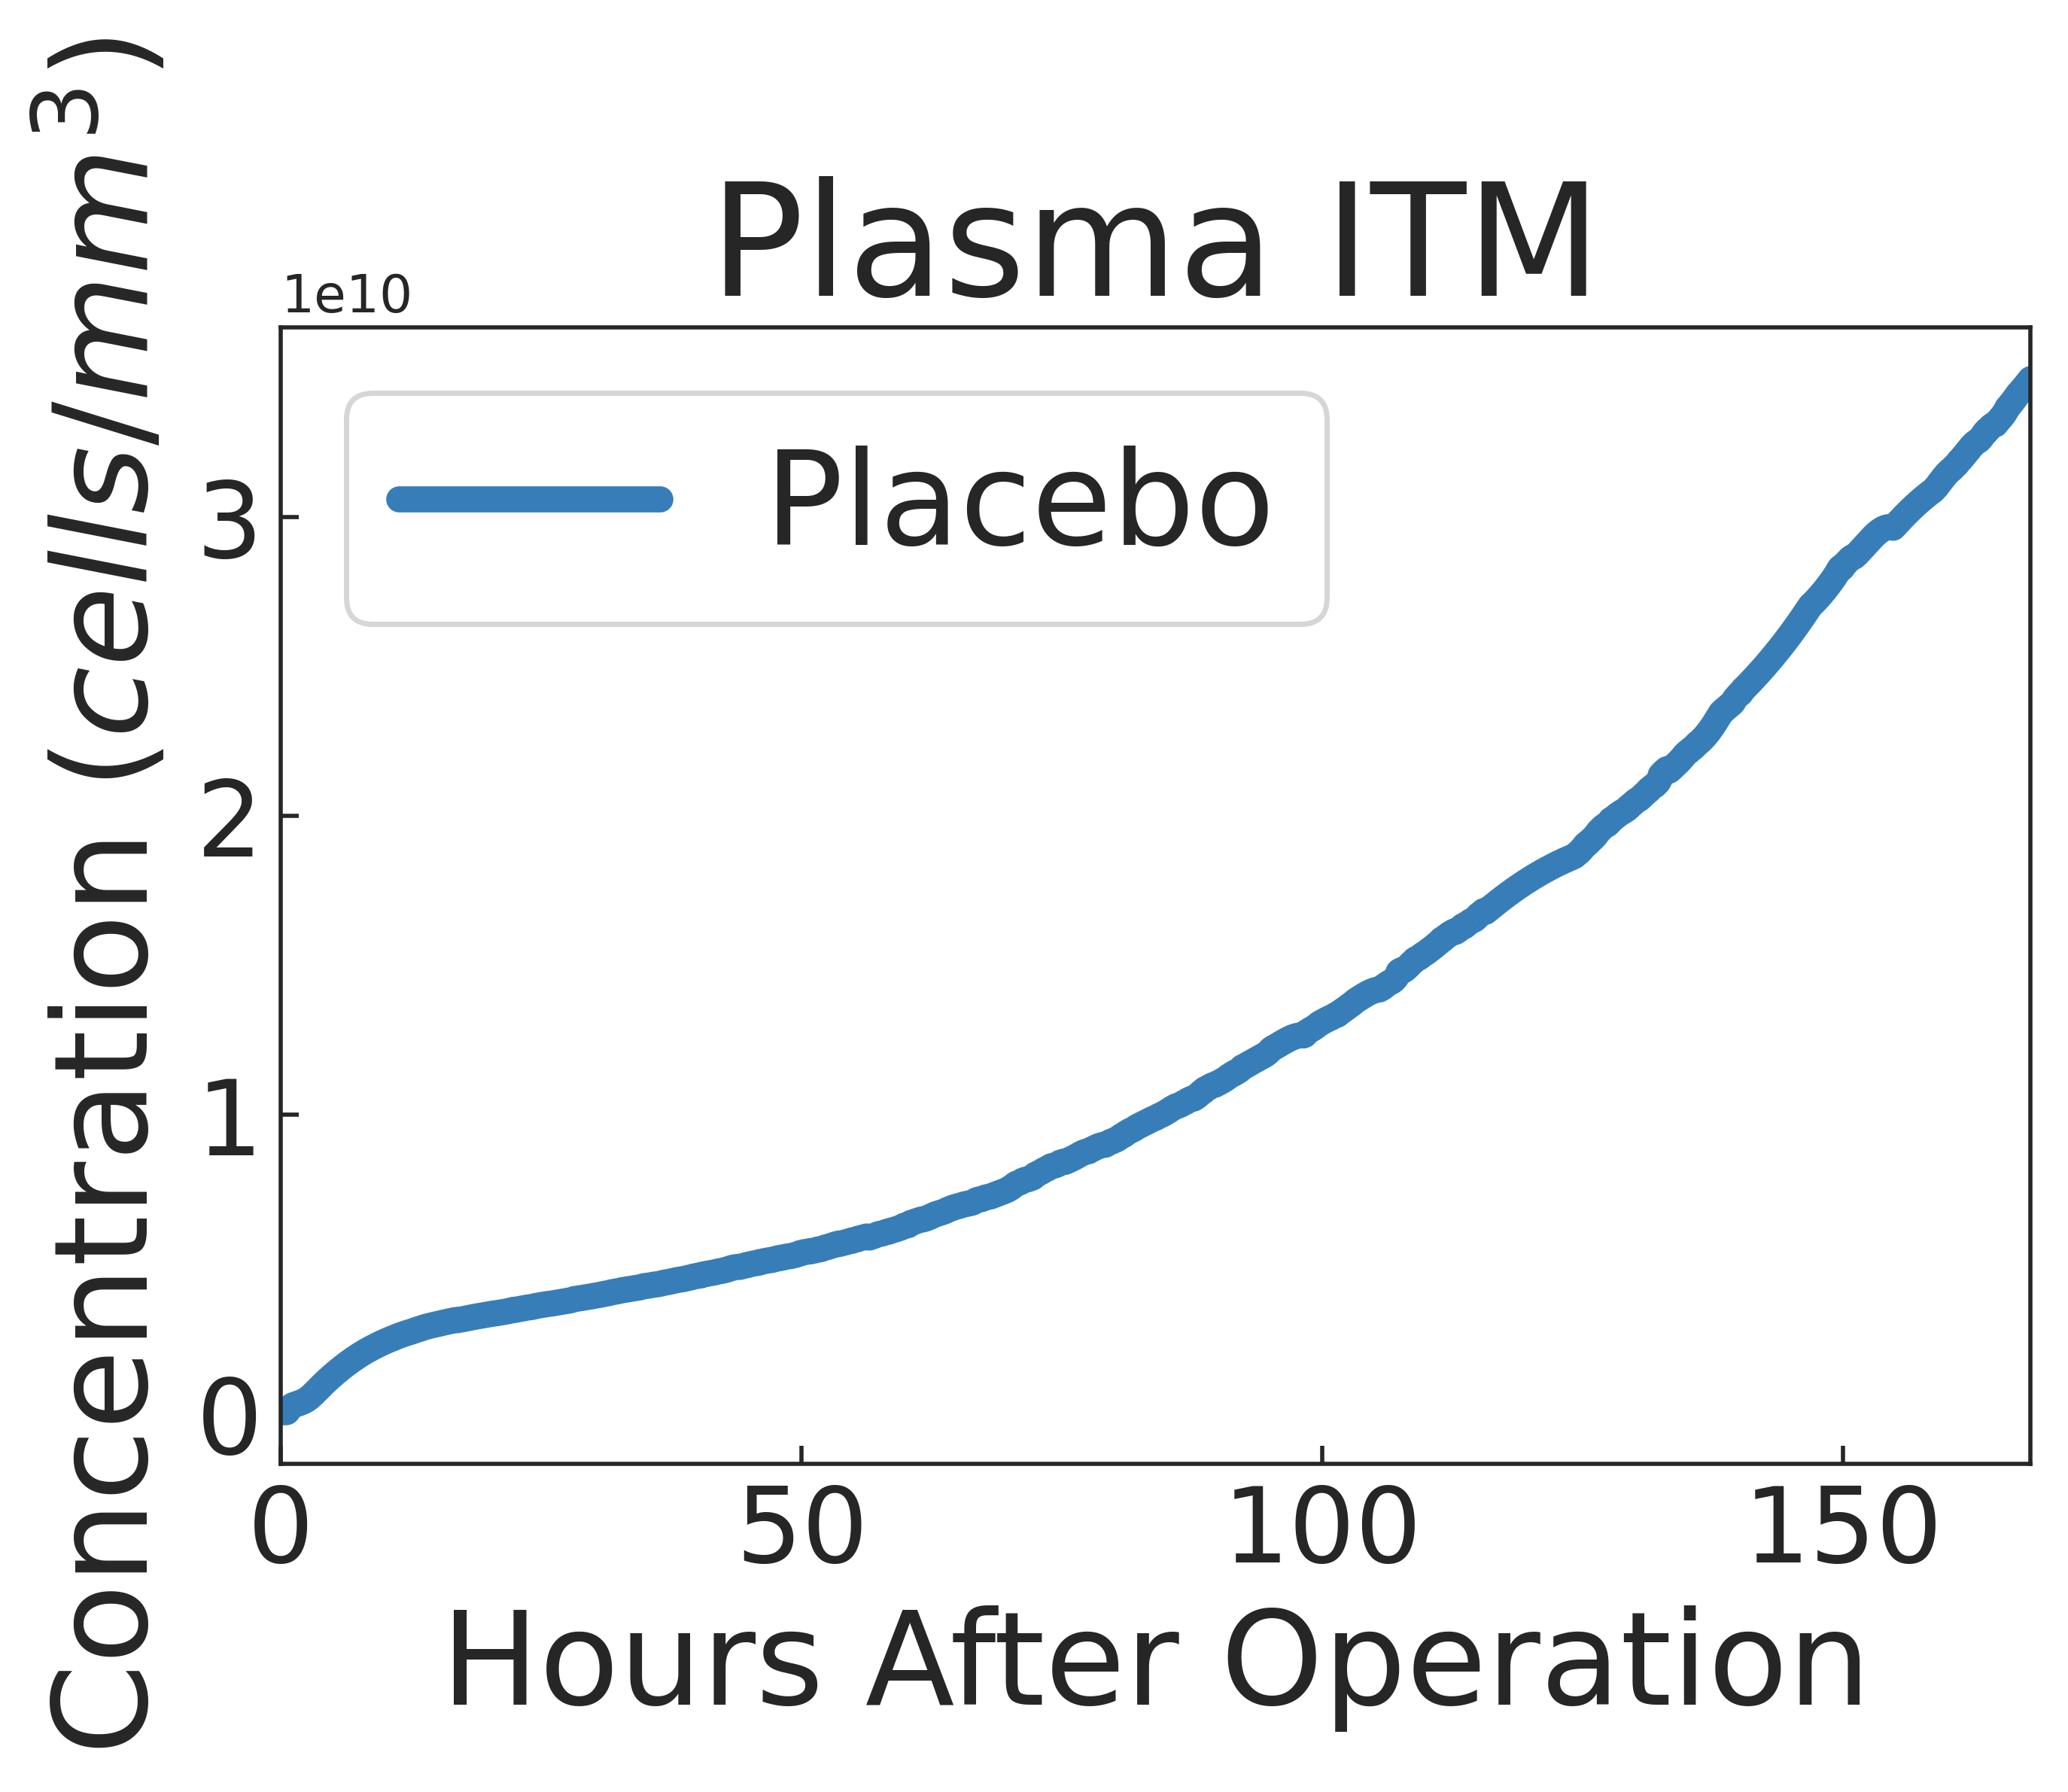 Plasma ITM
1e10
Concentration (cells/mm³)
Placebo
3
2
1
0
0 50 100 150
Hours After Operation